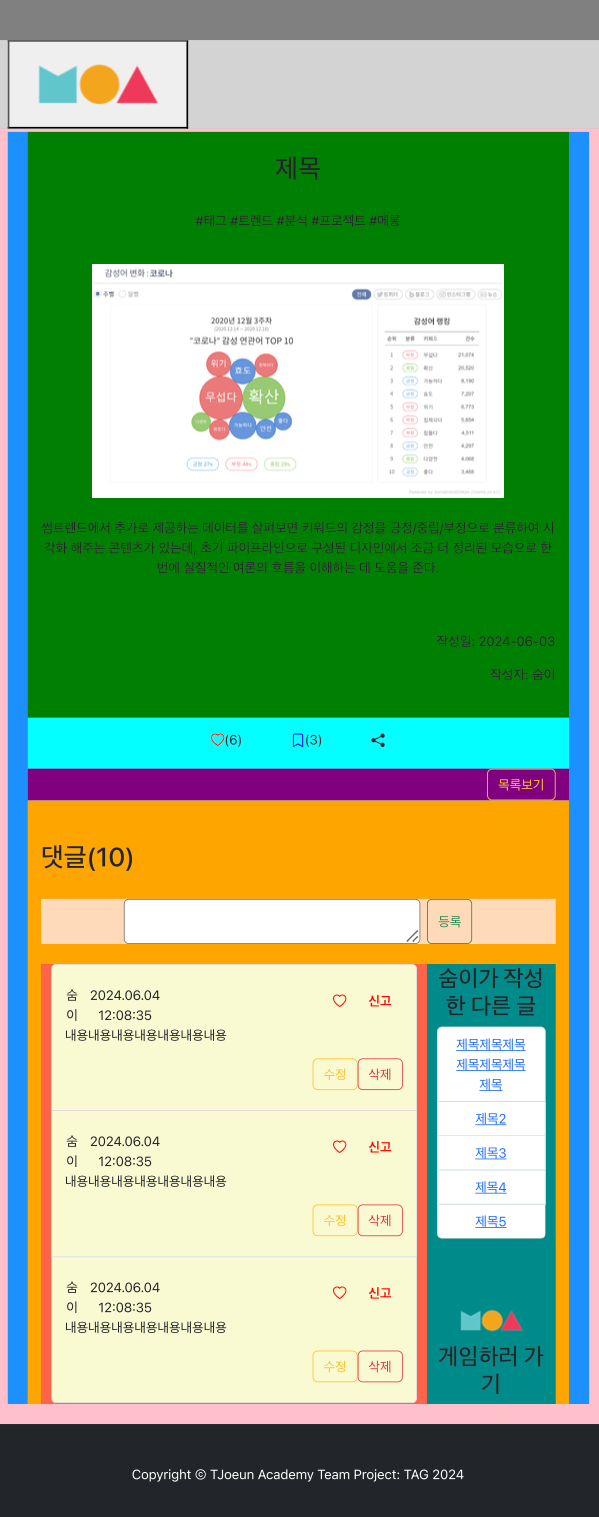 MOA
제목
#태그 #트렌드 #분석 #프로젝트 #메롱
감성어 변화 : 코로나
주별 월별
전체 트위터 블로그 인스타그램 뉴스
2020년 12월 3주차
"코로나" 감성 연관어 TOP 10
위기
효도
무섭다
확산
가능하다
안전
좋다
긍정 27% 부정 44% 중립 29%
감성어 랭킹
순위 분류 키워드 건수
1 부정 무섭다 21,074
2 중립 확산 20,520
3 긍정 가능하다 8,190
4 긍정 효도 7,207
5 부정 위기 6,773
6 부정 5,654
7 부정 힘들다 4,511
8 긍정 안전 4,297
9 중립 다양한 4,068
10 긍정 좋다 3,468
썸트렌드에서 추가로 제공하는 데이터를 살펴보면 키워드의 감정을 긍정/중립/부정으로 분류하여 시
각화 해주는 콘텐츠가 있는데, 초기 파이프라인으로 구성된 디자인에서 조금 더 정리된 모습으로 한
번에 실질적인 여론의 흐름을 이해하는 데 도움을 준다.
작성일: 2024-06-03
작성자: 숨이
(6) (3)
목록보기
댓글(10)
등록
숨 2024.06.04 신고
이 12:08:35
내용내용내용내용내용내용내용
수정 삭제
숨 2024.06.04 신고
이 12:08:35
내용내용내용내용내용내용내용
수정 삭제
숨 2024.06.04 신고
이 12:08:35
내용내용내용내용내용내용내용
수정 삭제
숨이가 작성
한 다른 글
제목제목제목
제목제목제목
제목
제목2
제목3
제목4
제목5
MOA
게임하러 가
기
Copyright ⓒ TJoeun Academy Team Project: TAG 2024